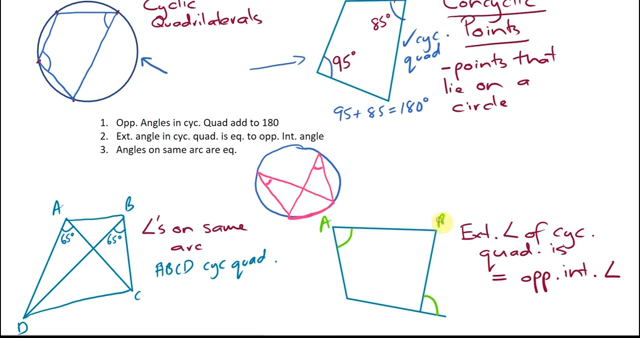 Cyclic
Quadrilaterals
85°
95°
✓cyc.
quad
95 + 85 = 180°
Concyclic
Points
- points that
lie on a
circle
1. Opp. Angles in cyc. Quad add to 180
2. Ext. angle in cyc. quad. is eq. to opp. Int. angle
3. Angles on same arc are eq.
A
B
65°
65°
C
D
∠'s on same
arc
ABCD cyc quad.
A
Ext. ∠ of cyc.
quad. is
= opp. int. ∠